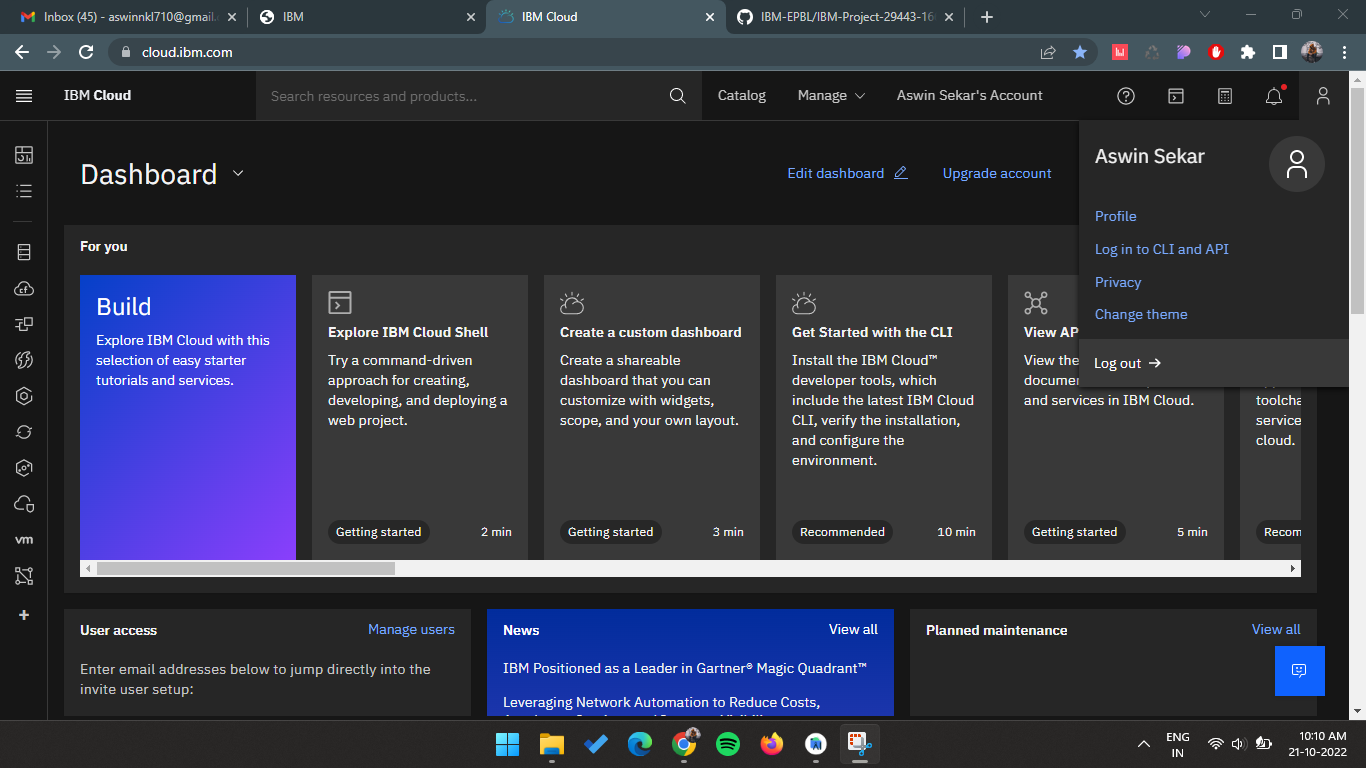 Inbox (45) - aswinnkl710@gmail.
IBM
IBM Cloud
IBM-EPBL/IBM-Project-29443-16
cloud.ibm.com
IBM Cloud
Search resources and products...
Catalog
Manage
Aswin Sekar's Account
Aswin Sekar
Profile
Log in to CLI and API
Privacy
Change theme
Log out
Dashboard
Edit dashboard
Upgrade account
For you
Build
Explore IBM Cloud with this
selection of easy starter
tutorials and services.
Explore IBM Cloud Shell
Try a command-driven
approach for creating,
developing, and deploying a
web project.
Getting started
2 min
Create a custom dashboard
Create a shareable
dashboard that you can
customize with widgets,
scope, and your own layout.
Getting started
3 min
Get Started with the CLI
Install the IBM Cloud™
developer tools, which
include the latest IBM Cloud
CLI, verify the installation,
and configure the
environment.
Recommended
10 min
View AP
View the
docume
and services in IBM Cloud.
Getting started
5 min
toolcha
service
cloud.
Recom
cf
vm
User access
Manage users
Enter email addresses below to jump directly into the
invite user setup:
News
View all
IBM Positioned as a Leader in Gartner® Magic Quadrant™
Leveraging Network Automation to Reduce Costs,
Planned maintenance
View all
ENG
IN
10:10 AM
21-10-2022